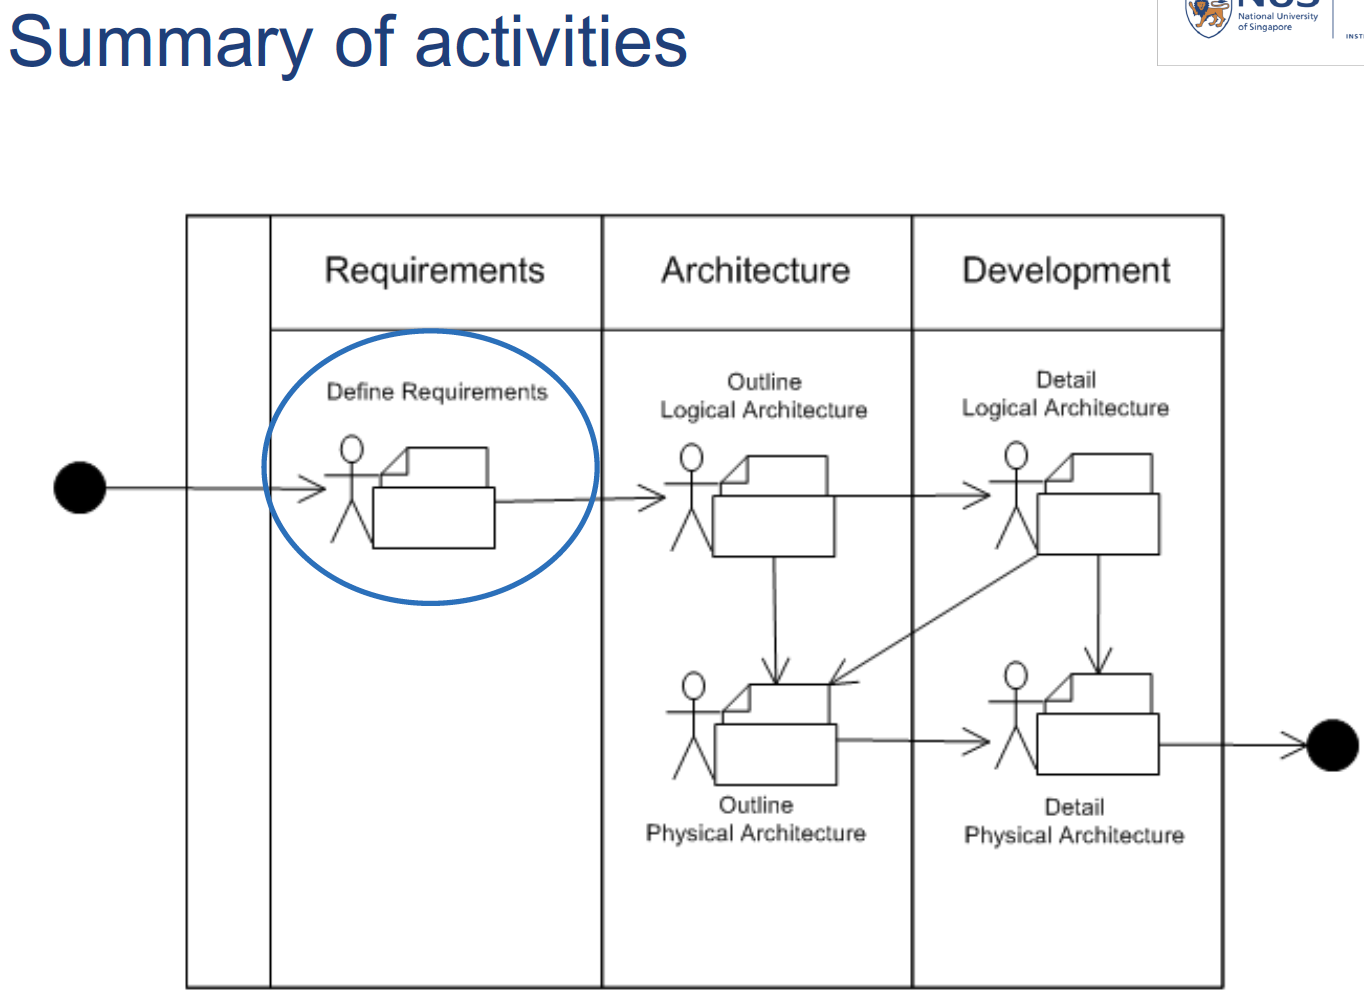 Summary of activities
NUS
National University
of Singapore
Requirements
Architecture
Development
Define Requirements
Outline
Logical Architecture
Detail
Logical Architecture
Outline
Physical Architecture
Detail
Physical Architecture